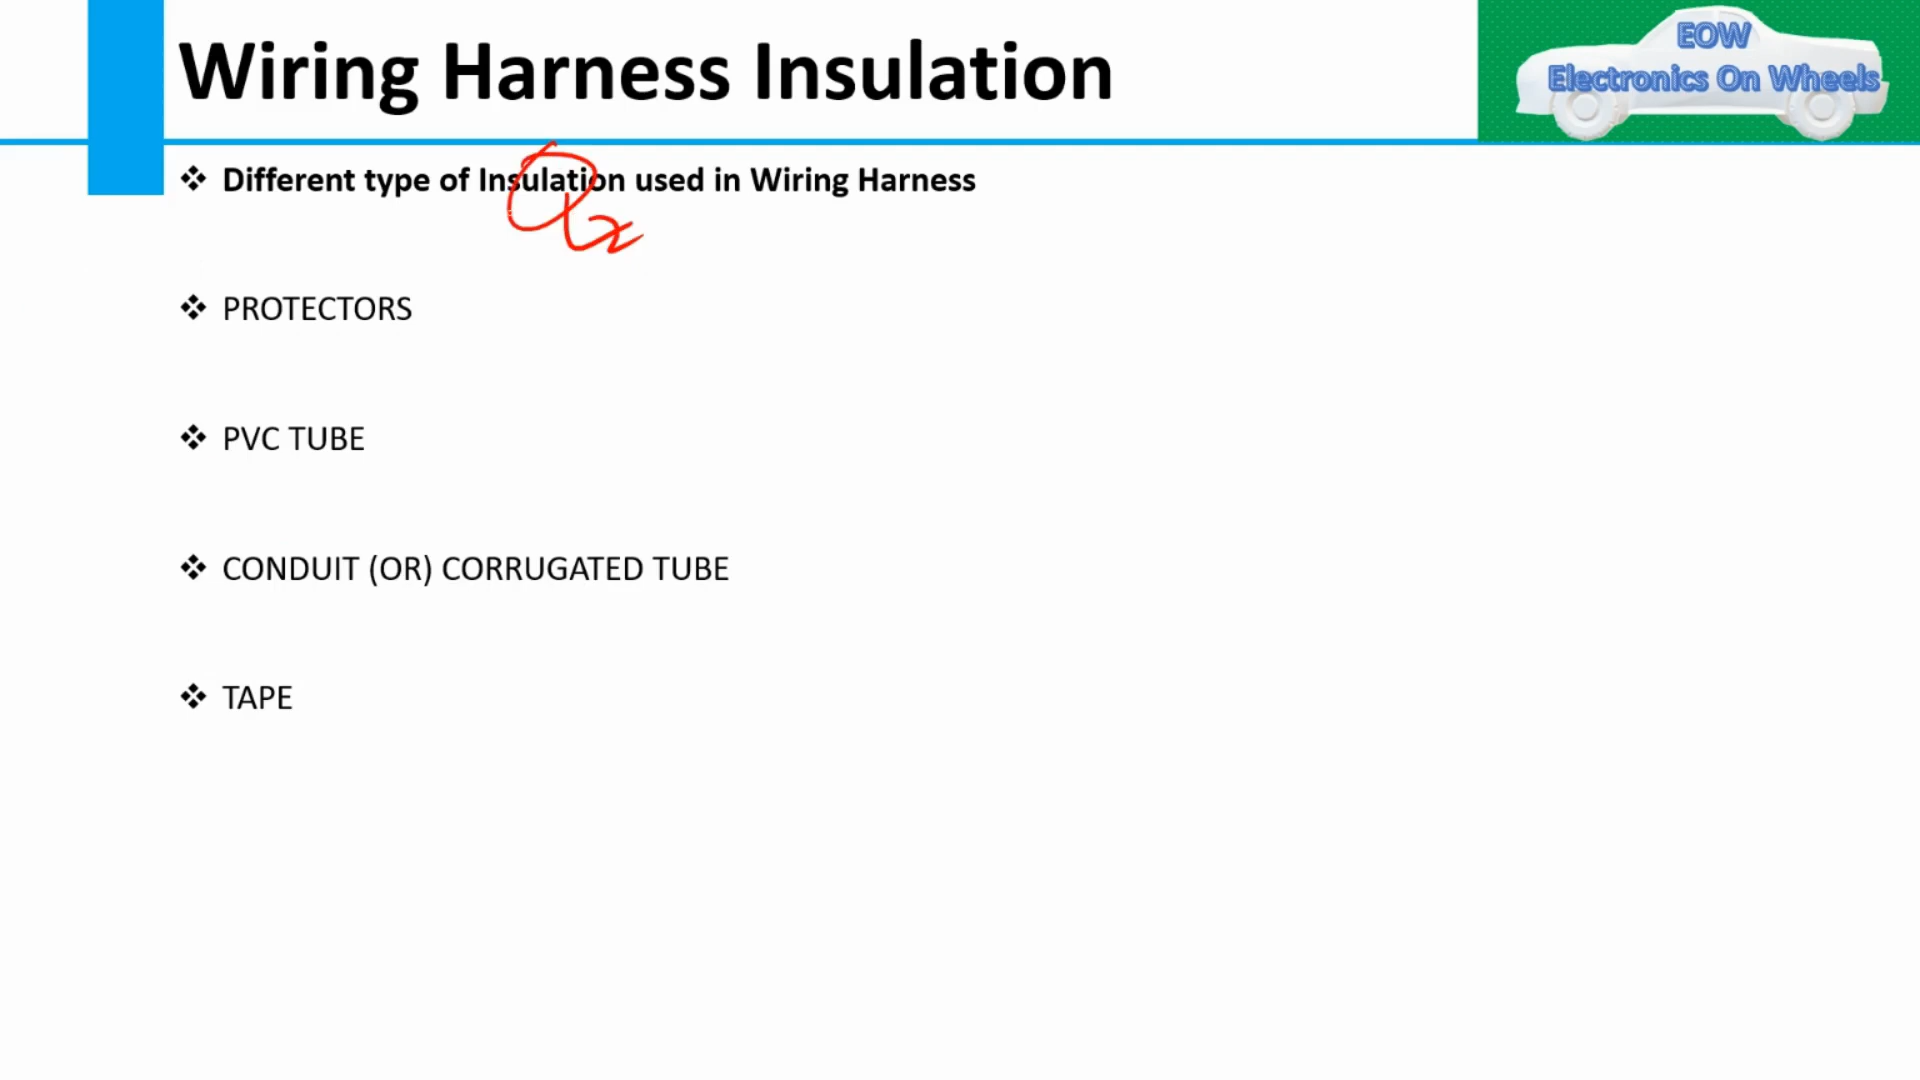 Wiring Harness Insulation
EOW
Electronics On Wheels
❖ Different type of Insulation used in Wiring Harness
❖ PROTECTORS
❖ PVC TUBE
❖ CONDUIT (OR) CORRUGATED TUBE
❖ TAPE